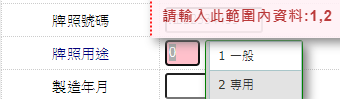 牌照號碼
請輸入此範圍內資料:1,2
牌照用途
0
1 一般
製造年月
2 專用